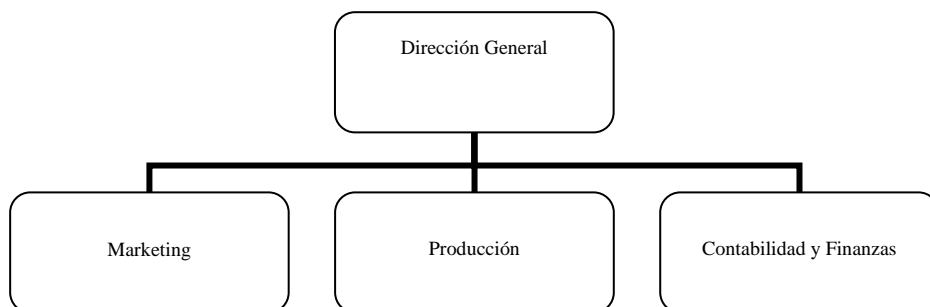 Dirección General
Marketing
Producción
Contabilidad y Finanzas